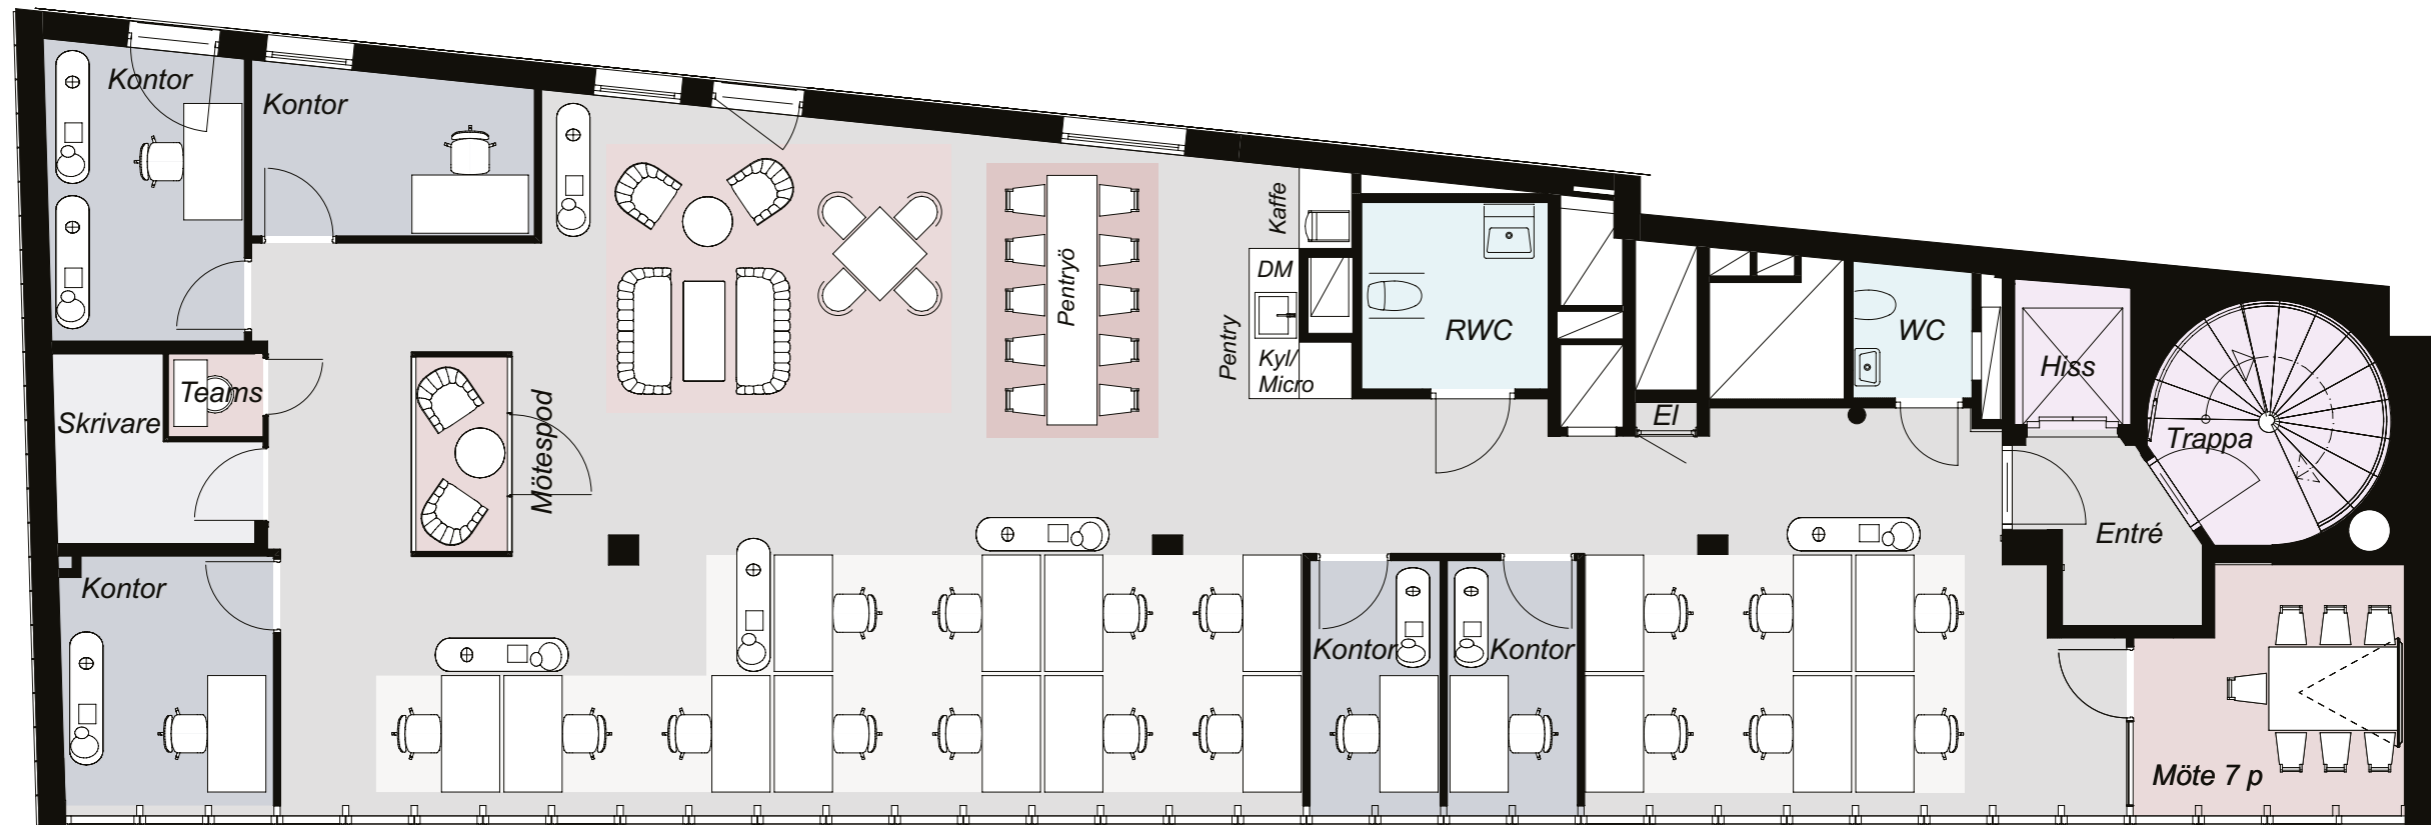 Kontor
Kontor
Kaffe
Pentryö
DM
Pentry
Kyl/
Micro
RWC
WC
Hiss
Teams
Skrivare
El
Trappa
Mötespod
Entré
Kontor
Kontor
Kontor
Möte 7 p